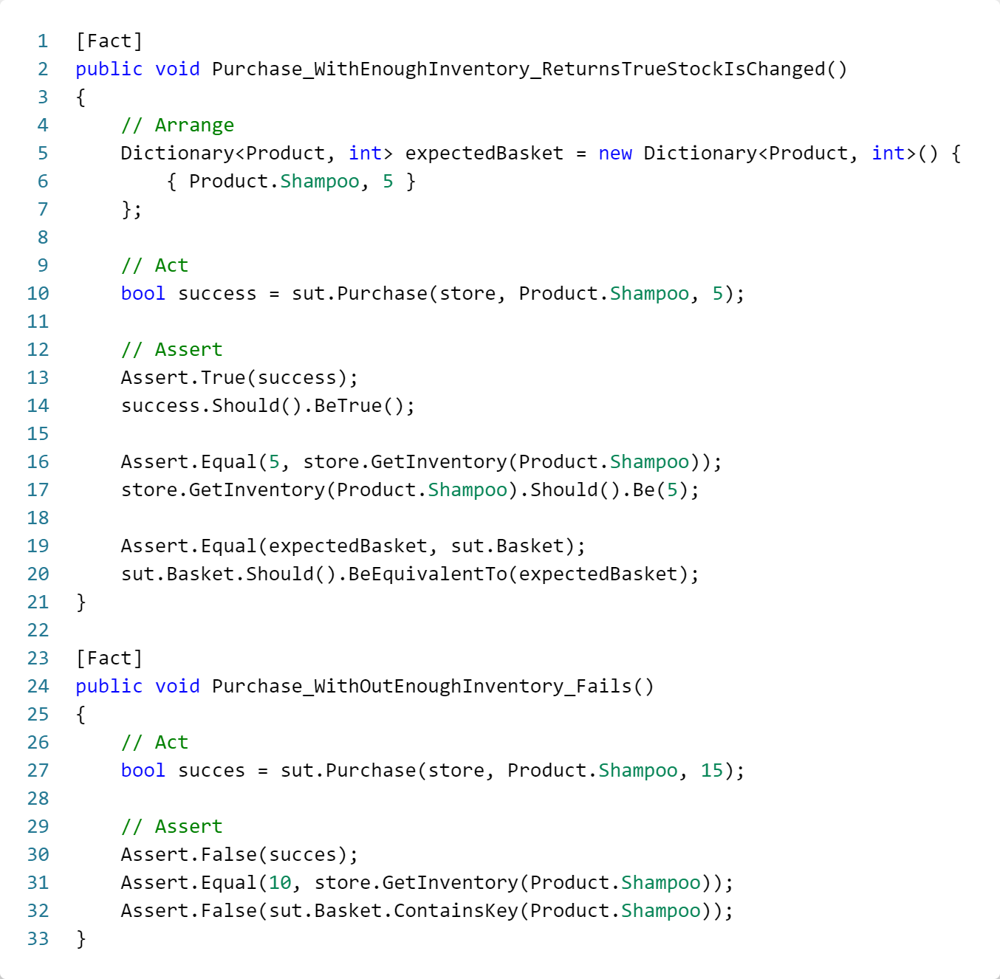 1 [Fact]
2 public void Purchase_WithEnoughInventory_ReturnsTrueStockIsChanged()
3 {
4     // Arrange
5     Dictionary<Product, int> expectedBasket = new Dictionary<Product, int>() {
6         { Product.Shampoo, 5 }
7     };
8
9     // Act
10     bool success = sut.Purchase(store, Product.Shampoo, 5);
11
12     // Assert
13     Assert.True(success);
14     success.Should().BeTrue();
15
16     Assert.Equal(5, store.GetInventory(Product.Shampoo));
17     store.GetInventory(Product.Shampoo).Should().Be(5);
18
19     Assert.Equal(expectedBasket, sut.Basket);
20     sut.Basket.Should().BeEquivalentTo(expectedBasket);
21 }
22
23 [Fact]
24 public void Purchase_WithOutEnoughInventory_Fails()
25 {
26     // Act
27     bool succes = sut.Purchase(store, Product.Shampoo, 15);
28
29     // Assert
30     Assert.False(succes);
31     Assert.Equal(10, store.GetInventory(Product.Shampoo));
32     Assert.False(sut.Basket.ContainsKey(Product.Shampoo));
33 }